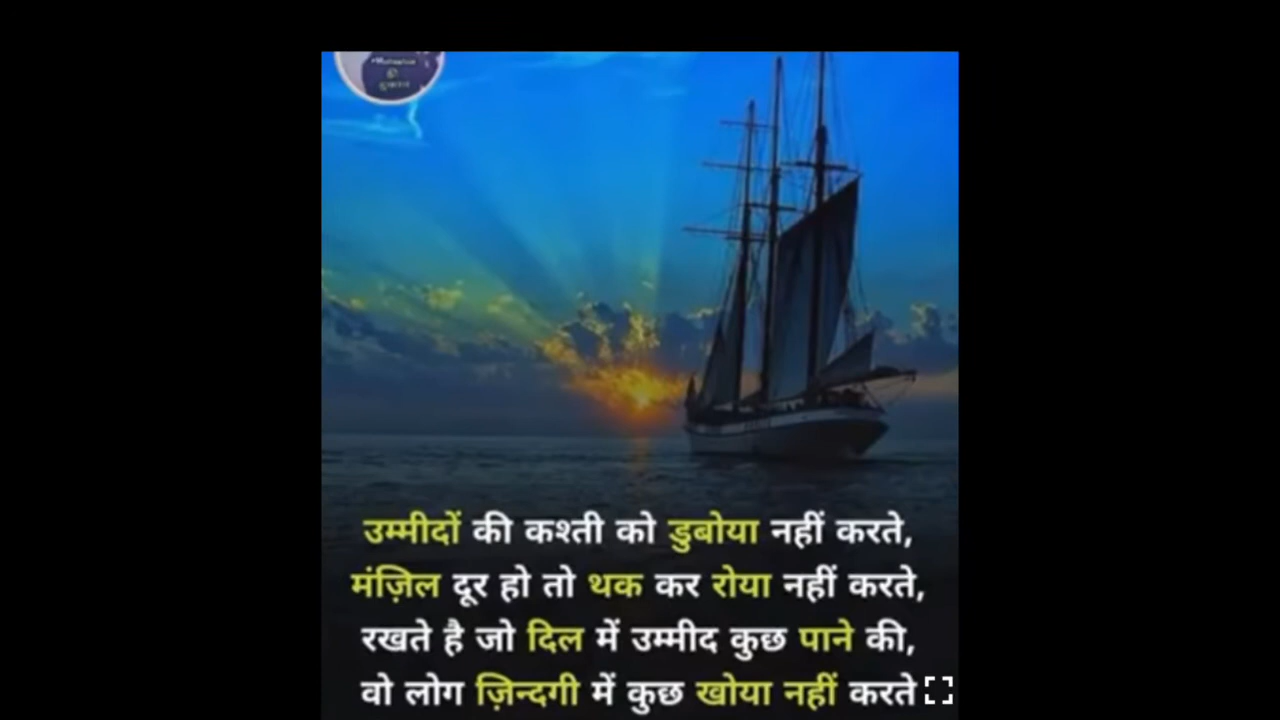 उम्मीदों की कश्ती को डुबोया नहीं करते,
मंज़िल दूर हो तो थक कर रोया नहीं करते,
रखते है जो दिल में उम्मीद कुछ पाने की,
वो लोग ज़िन्दगी में कुछ खोया नहीं करते